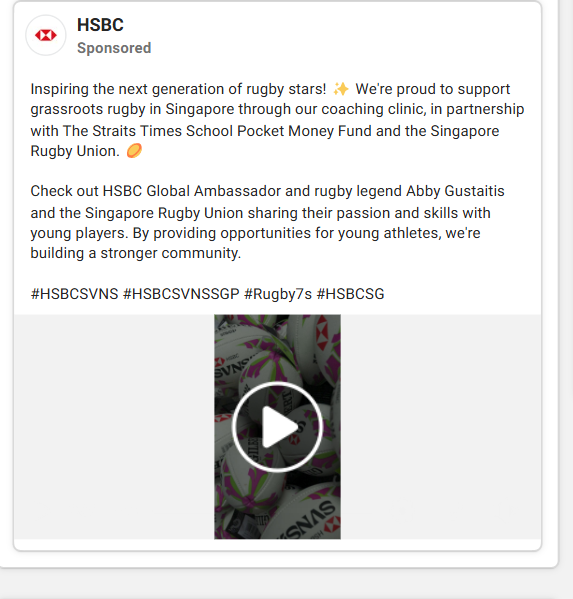 HSBC
Sponsored
Inspiring the next generation of rugby stars! ✨ We're proud to support
grassroots rugby in Singapore through our coaching clinic, in partnership
with The Straits Times School Pocket Money Fund and the Singapore
Rugby Union. 🏉
Check out HSBC Global Ambassador and rugby legend Abby Gustaitis
and the Singapore Rugby Union sharing their passion and skills with
young players. By providing opportunities for young athletes, we're
building a stronger community.
#HSBCSVNS #HSBCSVNSSGP #Rugby7s #HSBCSG
SVNS
SVNS